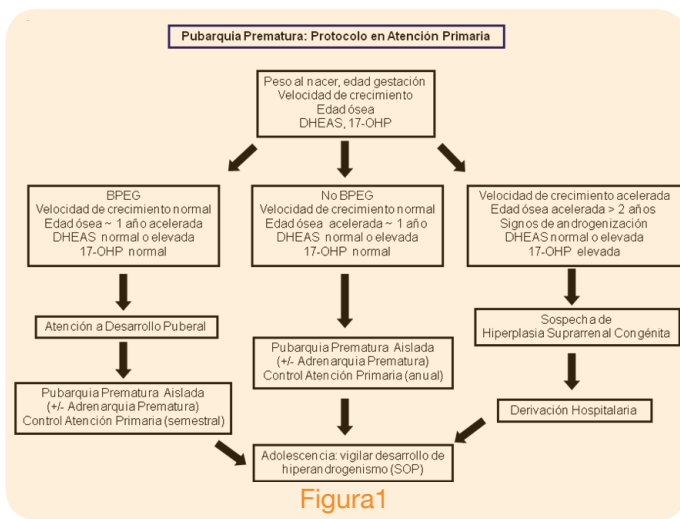 Pubarquia Prematura: Protocolo en Atención Primaria
Peso al nacer, edad gestación
Velocidad de crecimiento
Edad ósea
DHEAS, 17-OHP
BPEG
Velocidad de crecimiento normal
Edad ósea ~ 1 año acelerada
DHEAS normal o elevada
17-OHP normal
No BPEG
Velocidad de crecimiento normal
Edad ósea acelerada ~ 1 año
DHEAS normal o elevada
17-OHP normal
Velocidad de crecimiento acelerada
Edad ósea acelerada > 2 años
Signos de androgenización
DHEAS normal o elevada
17-OHP elevada
Atención a Desarrollo Puberal
Pubarquia Prematura Aislada
(+/- Adrenarquia Prematura)
Control Atención Primaria (anual)
Sospecha de
Hiperplasia Suprarrenal Congénita
Pubarquia Prematura Aislada
(+/- Adrenarquia Prematura)
Control Atención Primaria (semestral)
Derivación Hospitalaria
Adolescencia: vigilar desarrollo de
hiperandrogenismo (SOP)
Figura1